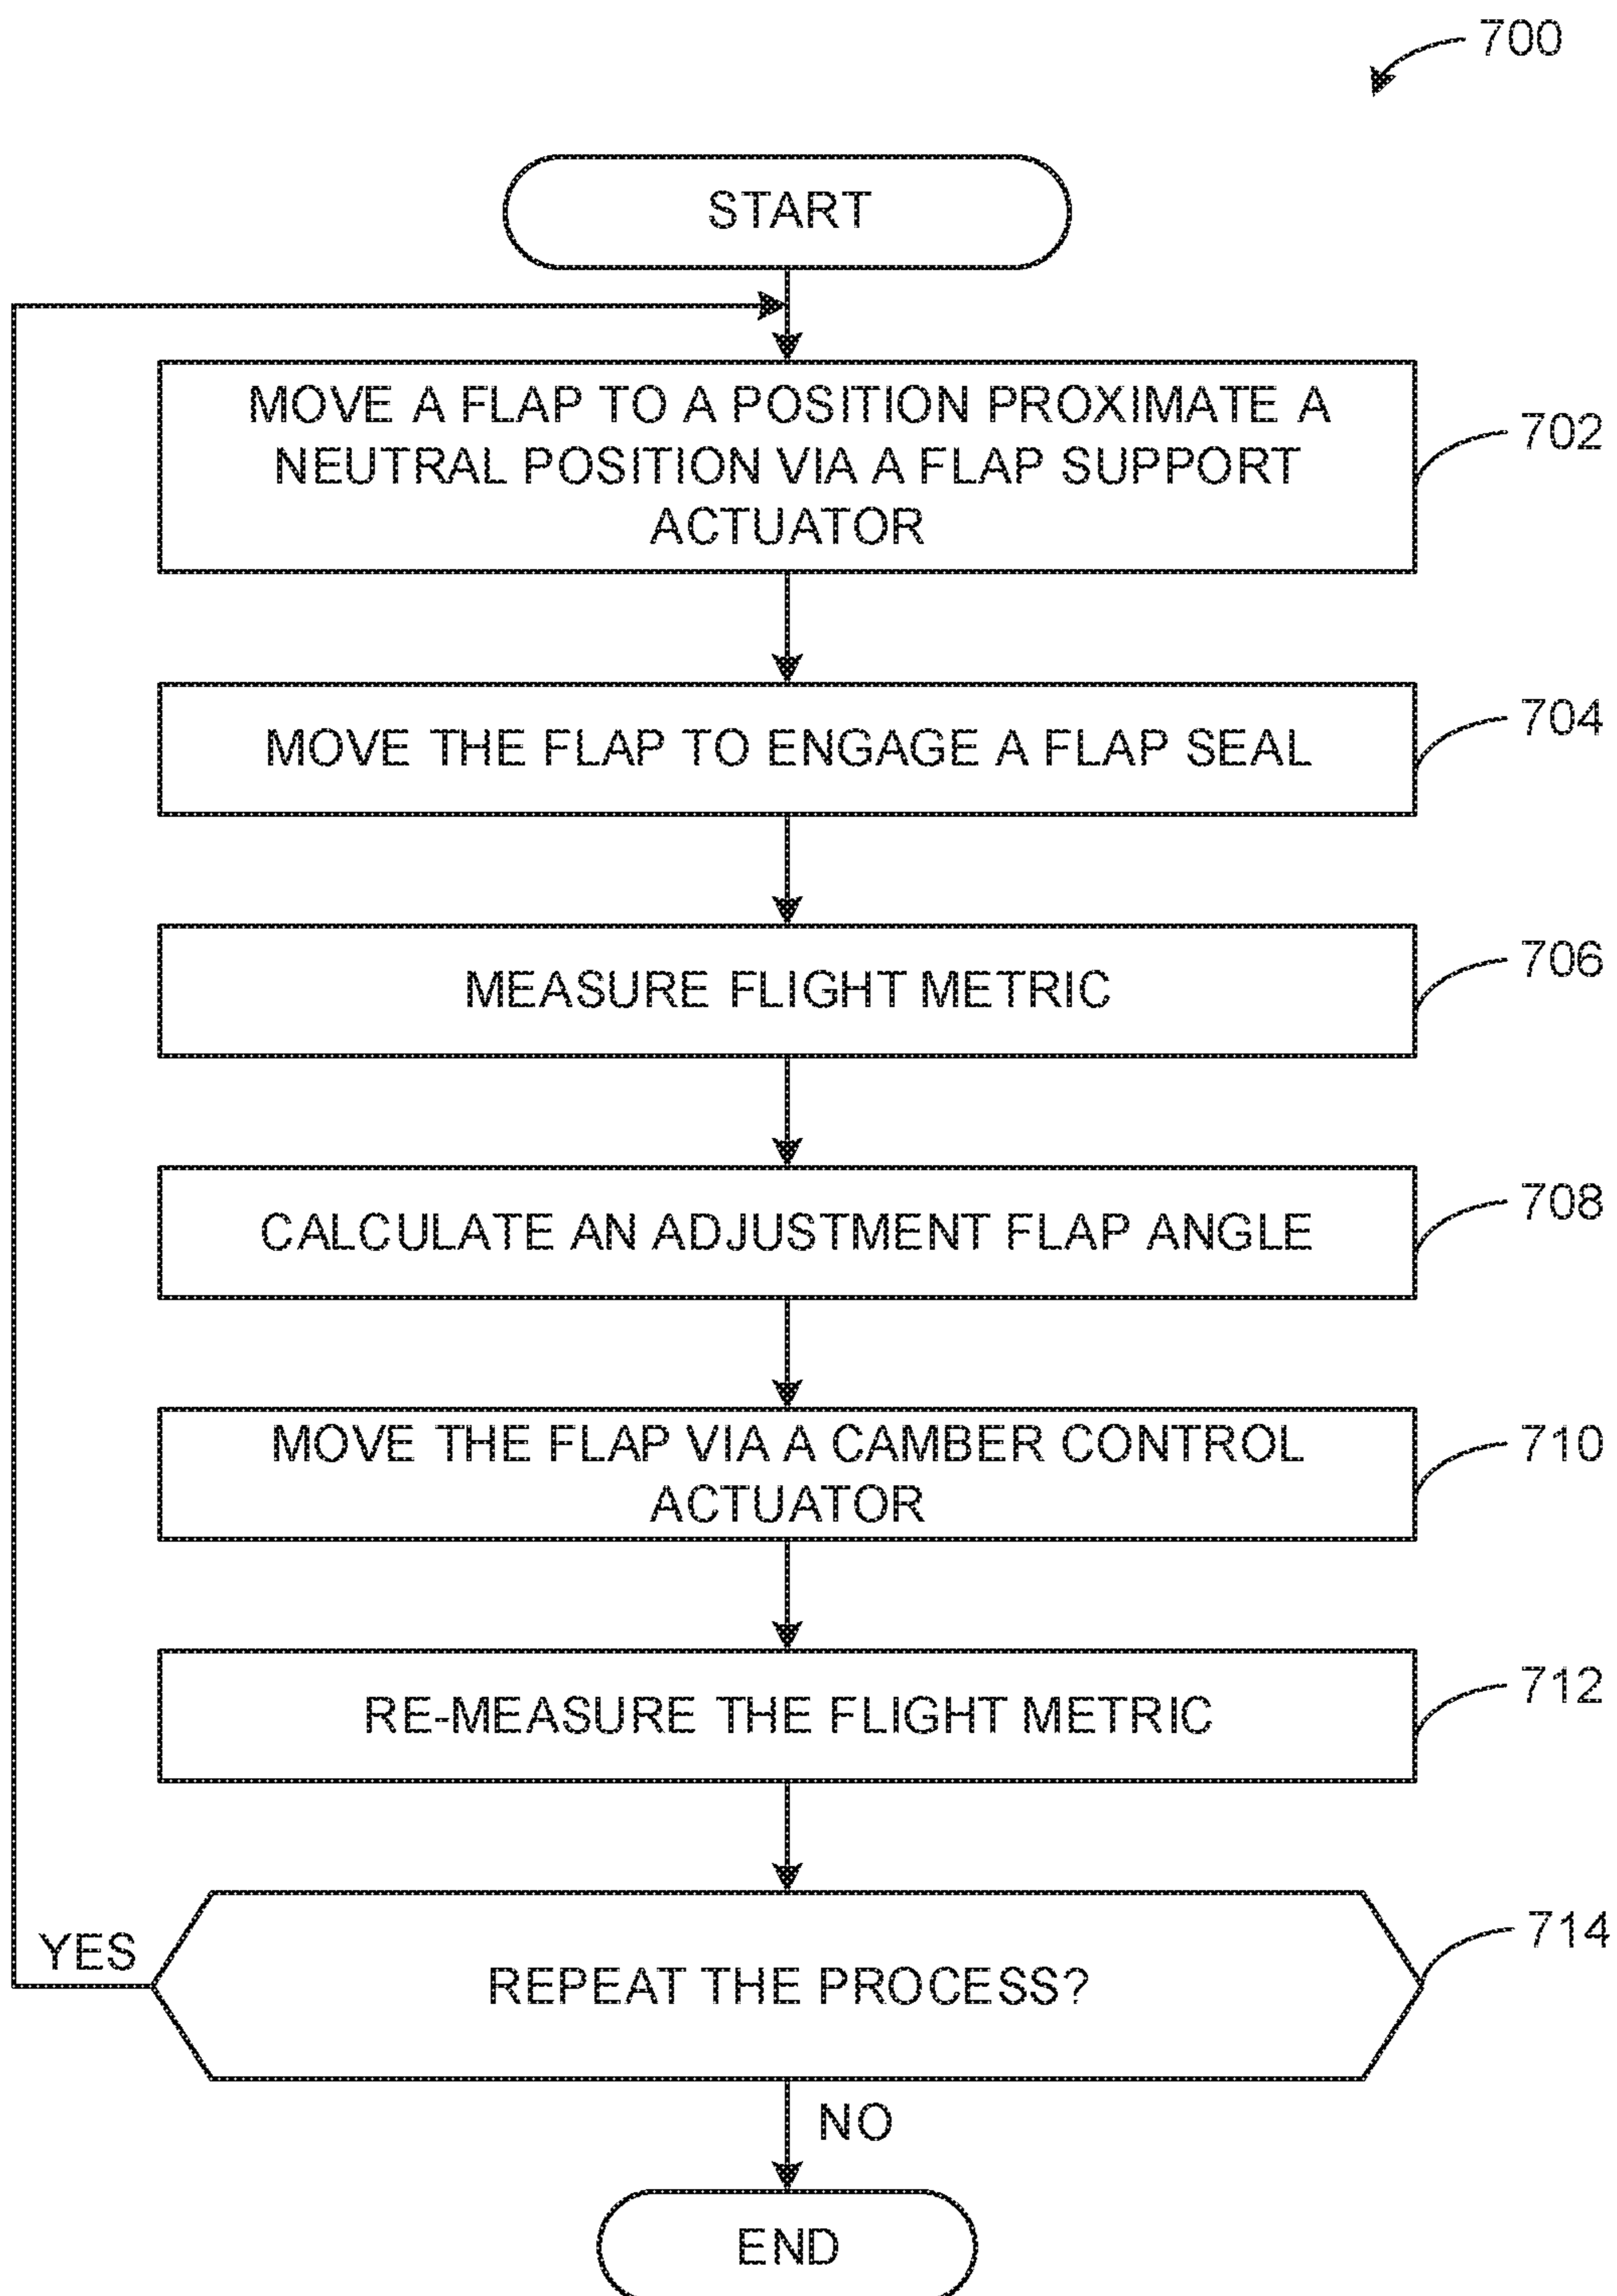 700
START
MOVE A FLAP TO A POSITION PROXIMATE A
NEUTRAL POSITION VIA A FLAP SUPPORT
ACTUATOR
702
MOVE THE FLAP TO ENGAGE A FLAP SEAL
704
MEASURE FLIGHT METRIC
706
CALCULATE AN ADJUSTMENT FLAP ANGLE
708
MOVE THE FLAP VIA A CAMBER CONTROL
ACTUATOR
710
RE-MEASURE THE FLIGHT METRIC
712
YES
REPEAT THE PROCESS?
714
NO
END